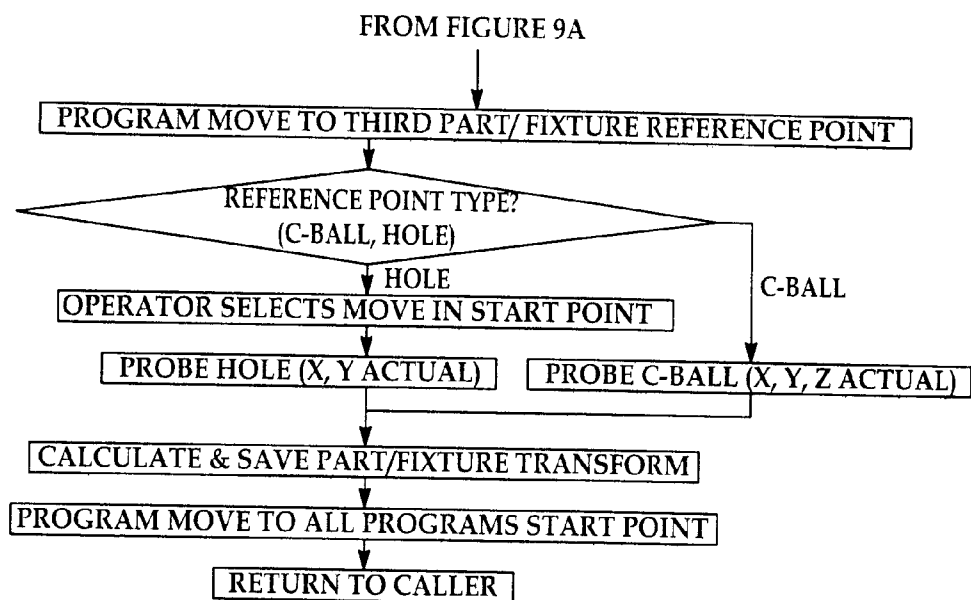 FROM FIGURE 9A
PROGRAM MOVE TO THIRD PART/ FIXTURE REFERENCE POINT
REFERENCE POINT TYPE?
(C-BALL, HOLE)
HOLE
C-BALL
OPERATOR SELECTS MOVE IN START POINT
PROBE HOLE (X, Y ACTUAL)
PROBE C-BALL (X, Y, Z ACTUAL)
CALCULATE & SAVE PART/FIXTURE TRANSFORM
PROGRAM MOVE TO ALL PROGRAMS START POINT
RETURN TO CALLER